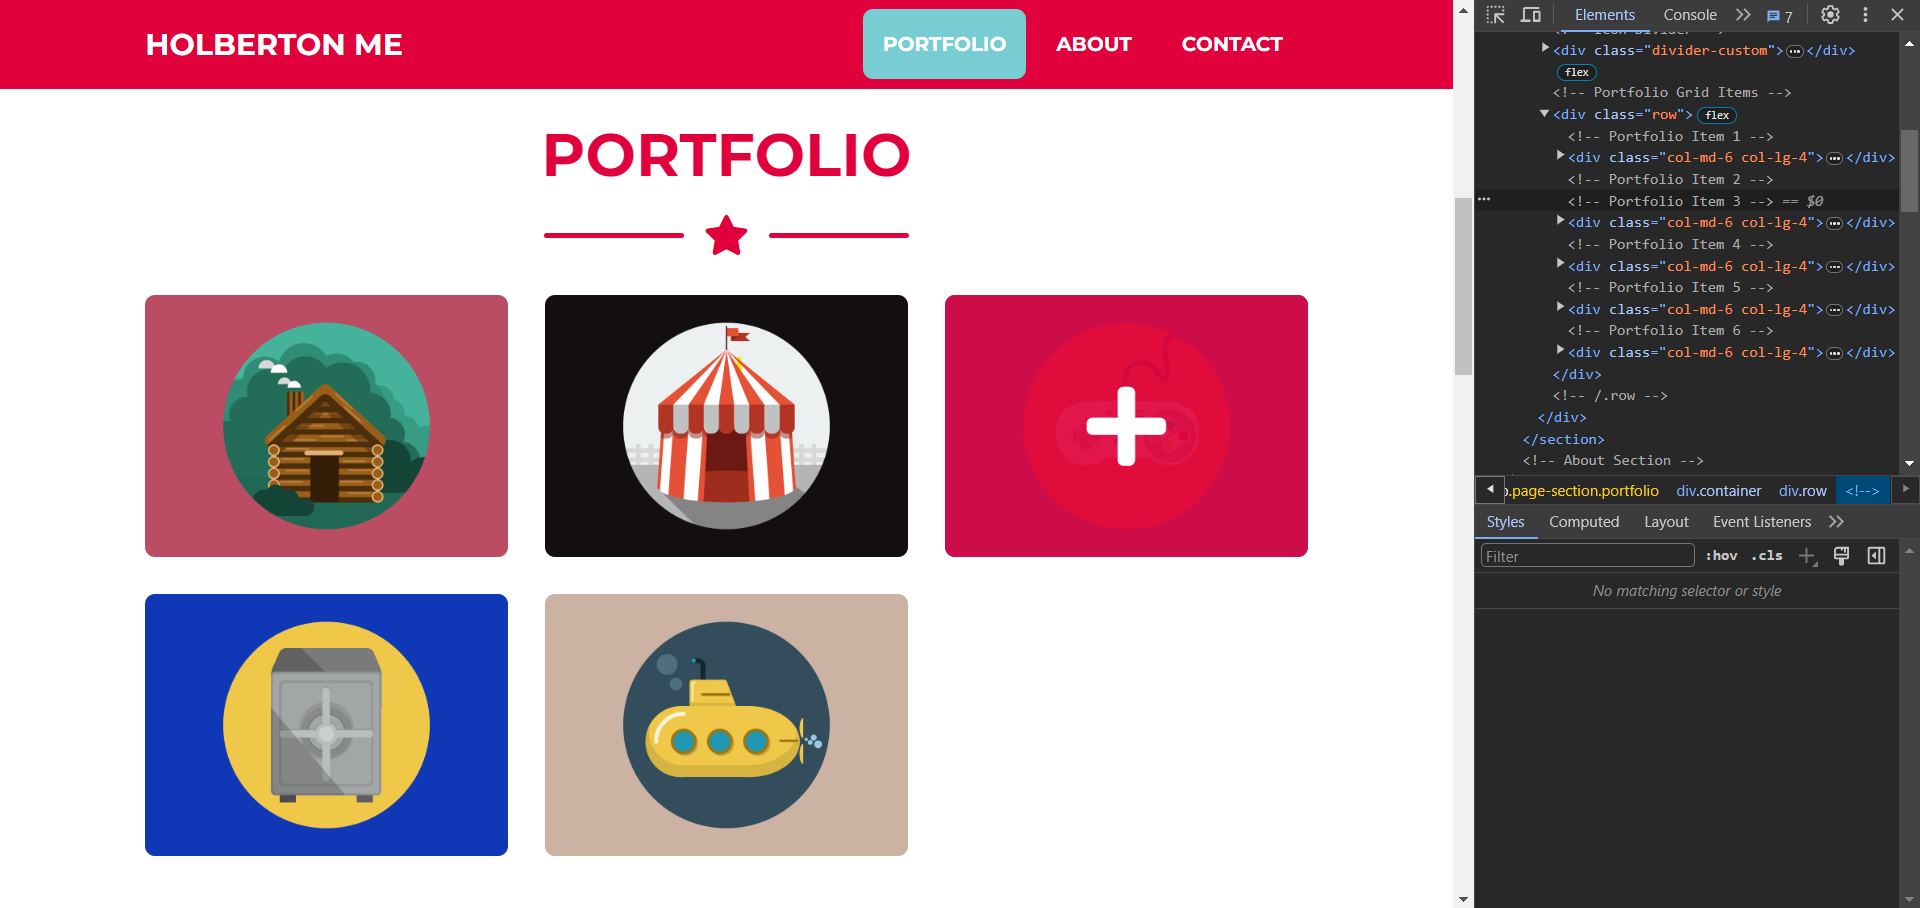 HOLBERTON ME
PORTFOLIO
ABOUT
CONTACT
PORTFOLIO
Elements
Console
7
<div class="divider-custom"> </div>
flex
<!-- Portfolio Grid Items -->
<div class="row"> flex
<!-- Portfolio Item 1 -->
<div class="col-md-6 col-lg-4"> </div>
<!-- Portfolio Item 2 -->
<!-- Portfolio Item 3 --> == $0
<div class="col-md-6 col-lg-4"> </div>
<!-- Portfolio Item 4 -->
<div class="col-md-6 col-lg-4"> </div>
<!-- Portfolio Item 5 -->
<div class="col-md-6 col-lg-4"> </div>
<!-- Portfolio Item 6 -->
<div class="col-md-6 col-lg-4"> </div>
</div>
<!-- /.row -->
</div>
</section>
<!-- About Section -->
.page-section.portfolio div.container div.row <!-->
Styles Computed Layout Event Listeners
Filter :hov .cls
No matching selector or style